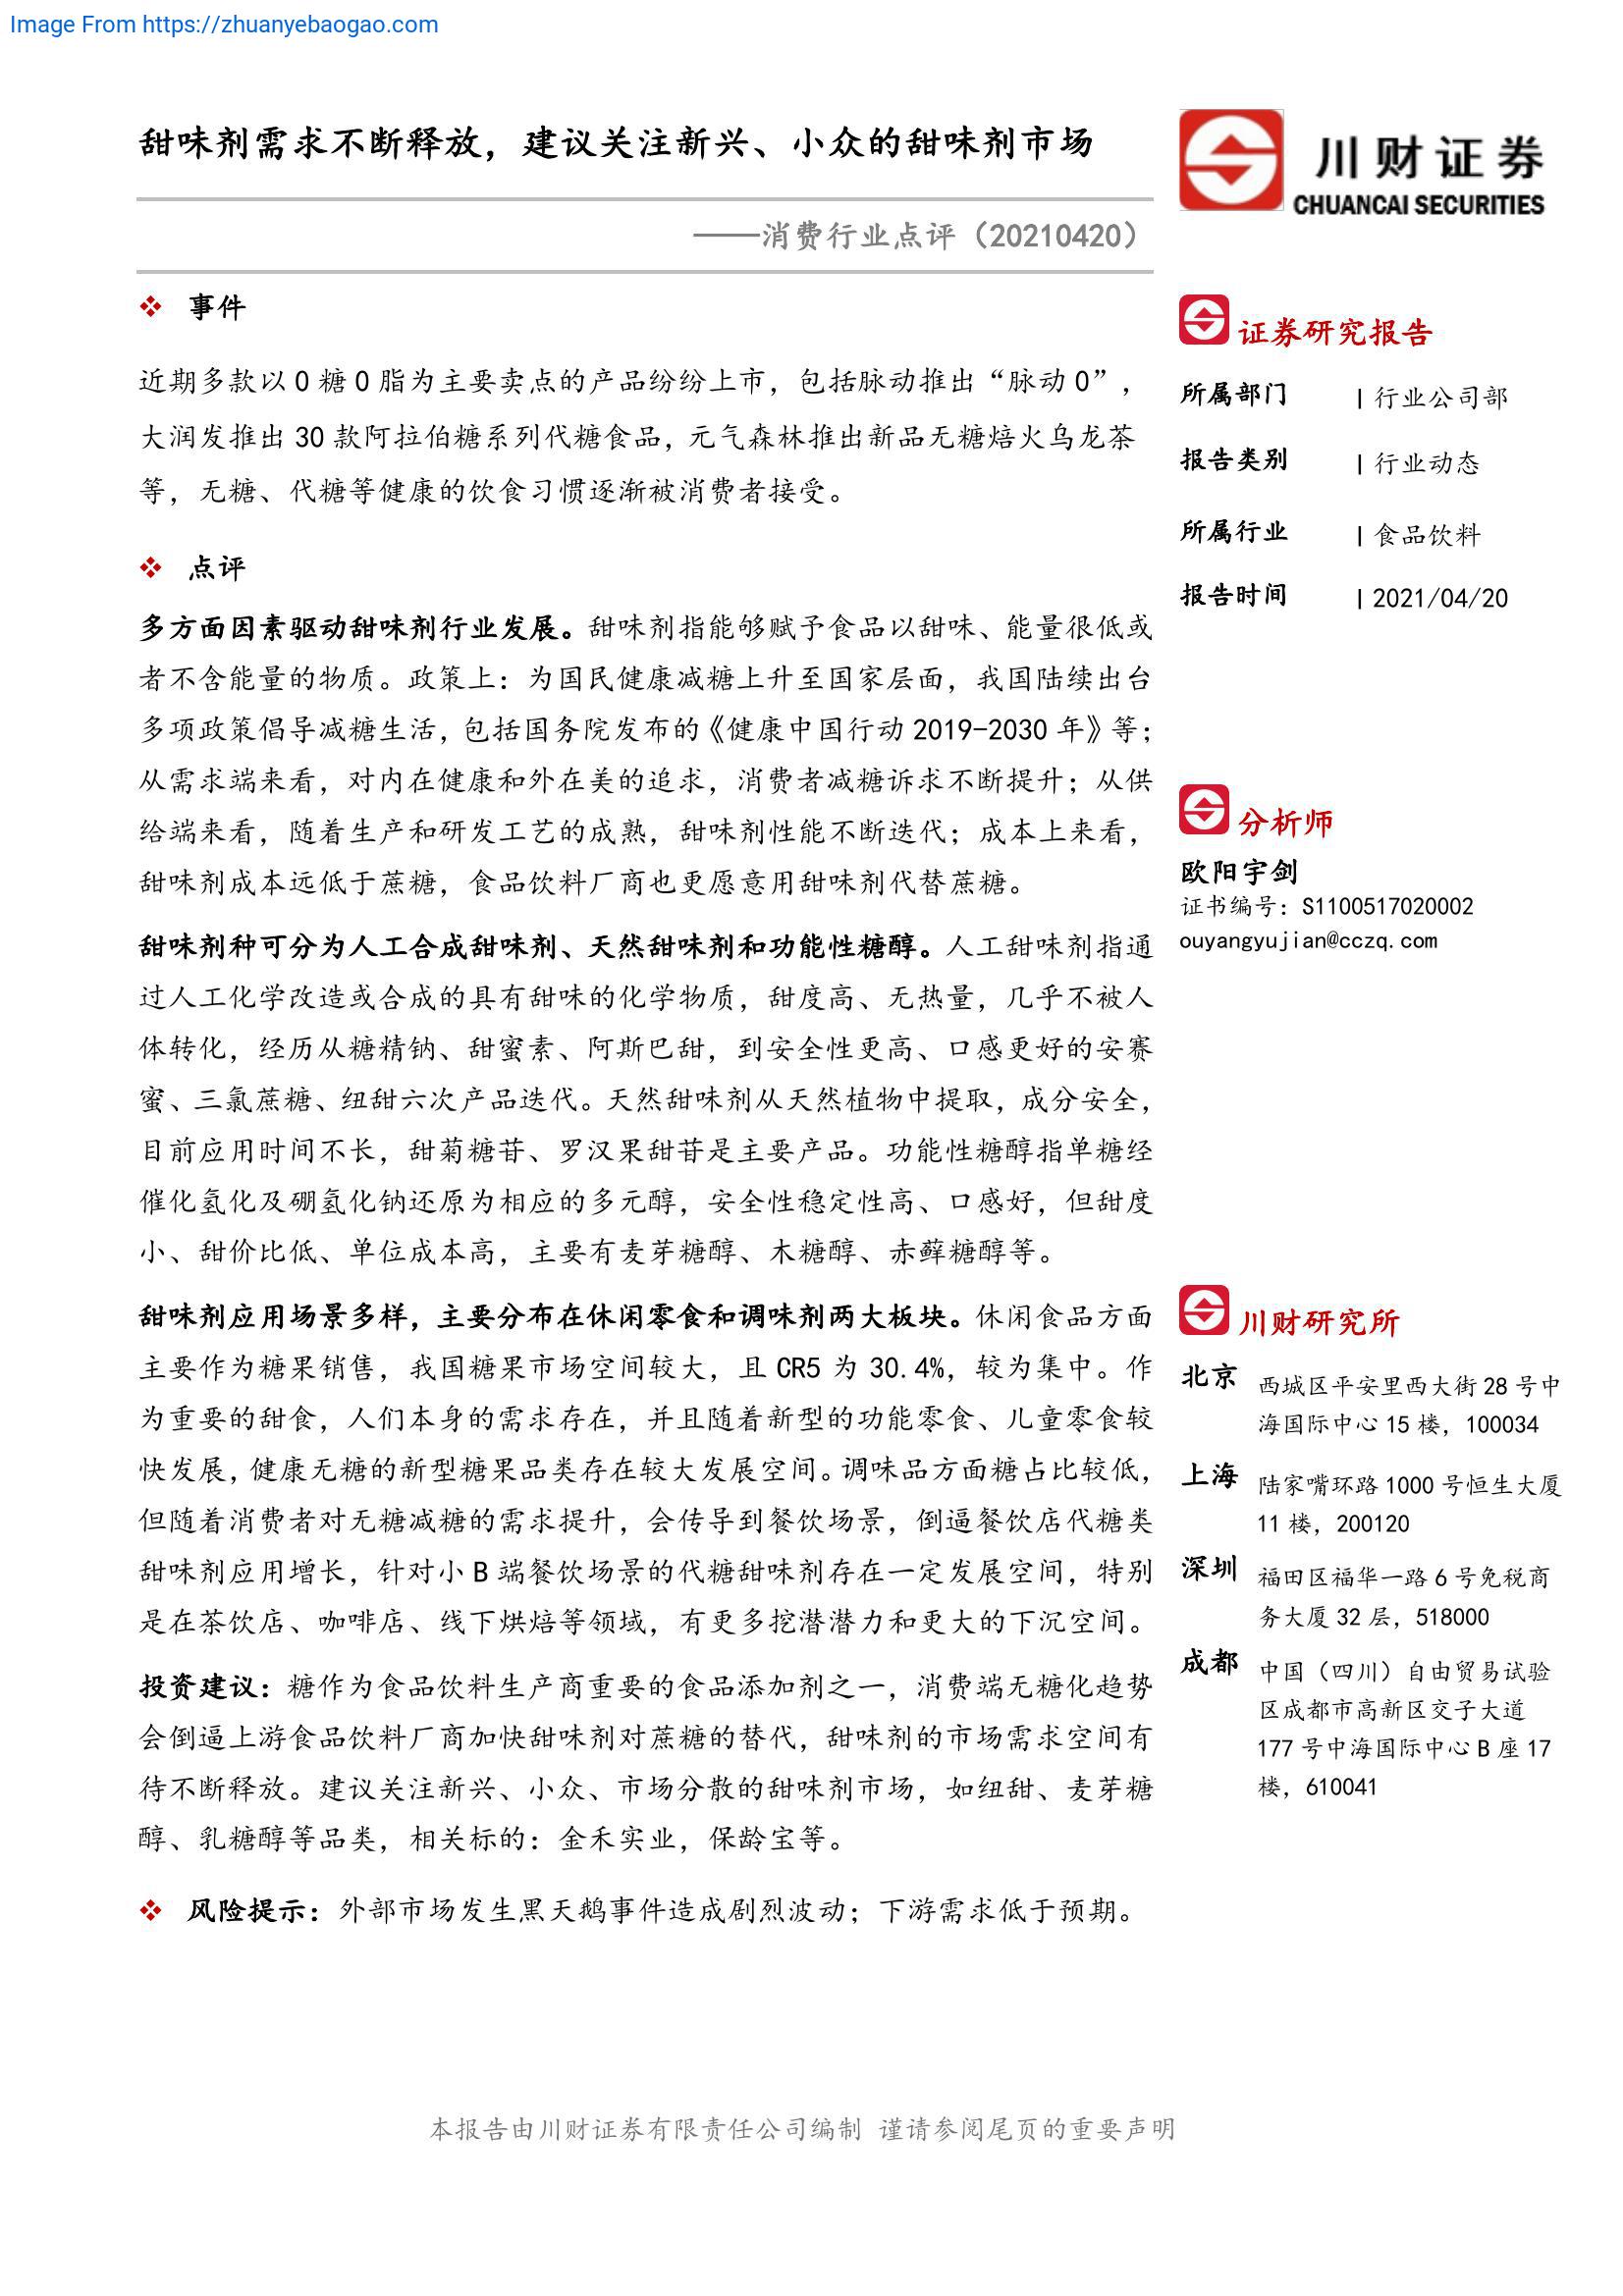 Image From https://zhuanyebaogao.com
甜味剂需求不断释放，建议关注新兴、小众的甜味剂市场
——消费行业点评（20210420）
事件
近期多款以 0 糖 0 脂为主要卖点的产品纷纷上市，包括脉动推出“脉动 0”，
大润发推出 30 款阿拉伯糖系列代糖食品，元气森林推出新品无糖焙火乌龙茶
等，无糖、代糖等健康的饮食习惯逐渐被消费者接受。
点评
多方面因素驱动甜味剂行业发展。甜味剂指能够赋予食品以甜味、能量很低或
者不含能量的物质。政策上：为国民健康减糖上升至国家层面，我国陆续出台
多项政策倡导减糖生活，包括国务院发布的《健康中国行动 2019-2030 年》等；
从需求端来看，对内在健康和外在美的追求，消费者减糖诉求不断提升；从供
给端来看，随着生产和研发工艺的成熟，甜味剂性能不断迭代；成本上来看，
甜味剂成本远低于蔗糖，食品饮料厂商也更愿意用甜味剂代替蔗糖。
甜味剂种可分为人工合成甜味剂、天然甜味剂和功能性糖醇。人工甜味剂指通
过人工化学改造或合成的具有甜味的化学物质，甜度高、无热量，几乎不被人
体转化，经历从糖精钠、甜蜜素、阿斯巴甜，到安全性更高、口感更好的安赛
蜜、三氯蔗糖、纽甜六次产品迭代。天然甜味剂从天然植物中提取，成分安全，
目前应用时间不长，甜菊糖苷、罗汉果甜苷是主要产品。功能性糖醇指单糖经
催化氢化及硼氢化钠还原为相应的多元醇，安全性稳定性高、口感好，但甜度
小、甜价比低、单位成本高，主要有麦芽糖醇、木糖醇、赤藓糖醇等。
甜味剂应用场景多样，主要分布在休闲零食和调味剂两大板块。休闲食品方面
主要作为糖果销售，我国糖果市场空间较大，且 CR5 为 30.4%，较为集中。作
为重要的甜食，人们本身的需求存在，并且随着新型的功能零食、儿童零食较
快发展，健康无糖的新型糖果品类存在较大发展空间。调味品方面糖占比较低，
但随着消费者对无糖减糖的需求提升，会传导到餐饮场景，倒逼餐饮店代糖类
甜味剂应用增长，针对小 B 端餐饮场景的代糖甜味剂存在一定发展空间，特别
是在茶饮店、咖啡店、线下烘焙等领域，有更多挖潜潜力和更大的下沉空间。
投资建议：糖作为食品饮料生产商重要的食品添加剂之一，消费端无糖化趋势
会倒逼上游食品饮料厂商加快甜味剂对蔗糖的替代，甜味剂的市场需求空间有
待不断释放。建议关注新兴、小众、市场分散的甜味剂市场，如纽甜、麦芽糖
醇、乳糖醇等品类，相关标的：金禾实业，保龄宝等。
风险提示：外部市场发生黑天鹅事件造成剧烈波动；下游需求低于预期。
川财证券
CHUANCAI SECURITIES
证券研究报告
所属部门 | 行业公司部
报告类别 | 行业动态
所属行业 | 食品饮料
报告时间 | 2021/04/20
分析师
欧阳宇剑
证书编号：S1100517020002
ouyangyujian@cczq.com
川财研究所
北京 西城区平安里西大街 28 号中
海国际中心 15 楼，100034
上海 陆家嘴环路 1000 号恒生大厦
11 楼，200120
深圳 福田区福华一路 6 号免税商
务大厦 32 层，518000
成都 中国（四川）自由贸易试验
区成都市高新区交子大道
177 号中海国际中心 B 座 17
楼，610041
本报告由川财证券有限责任公司编制 谨请参阅尾页的重要声明